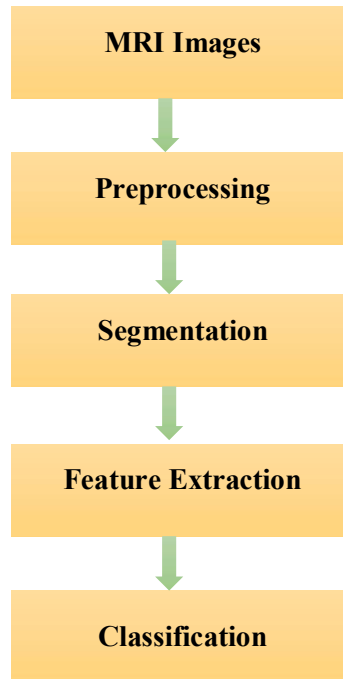 MRI Images
Preprocessing
Segmentation
Feature Extraction
Classification